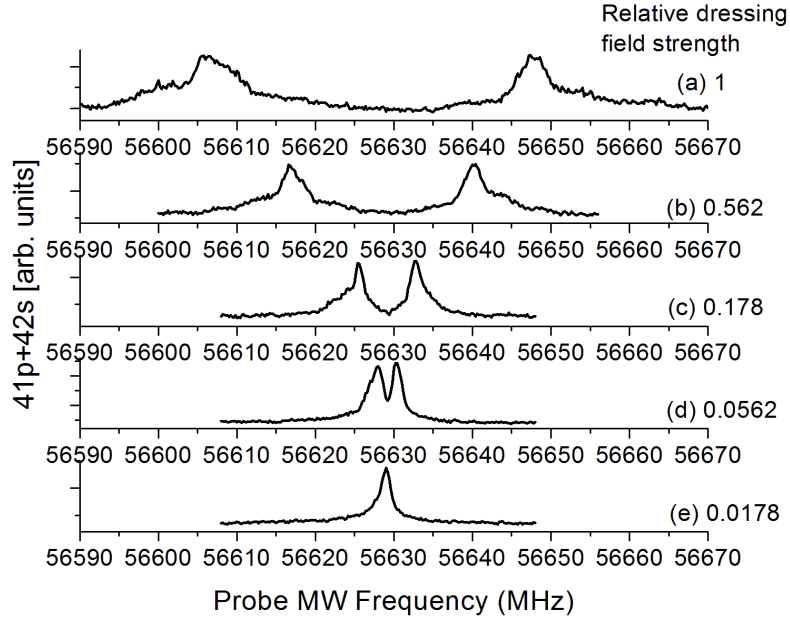 Relative dressing
field strength
(a) 1
56590 56600 56610 56620 56630 56640 56650 56660 56670
(b) 0.562
56590 56600 56610 56620 56630 56640 56650 56660 56670
(c) 0.178
56590 56600 56610 56620 56630 56640 56650 56660 56670
(d) 0.0562
56590 56600 56610 56620 56630 56640 56650 56660 56670
(e) 0.0178
56590 56600 56610 56620 56630 56640 56650 56660 56670
41p+42s [arb. units]
Probe MW Frequency (MHz)